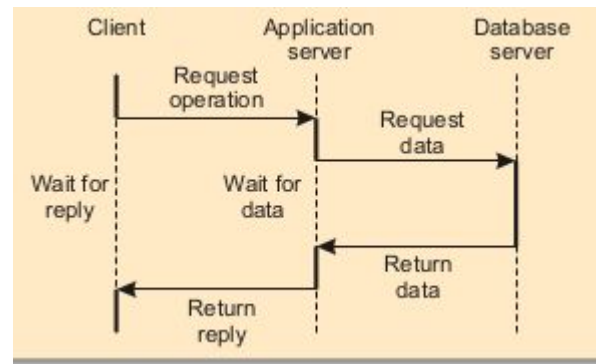 Client
Application
server
Database
server
Request
operation
Request
data
Wait for
reply
Wait for
data
Return
data
Return
reply